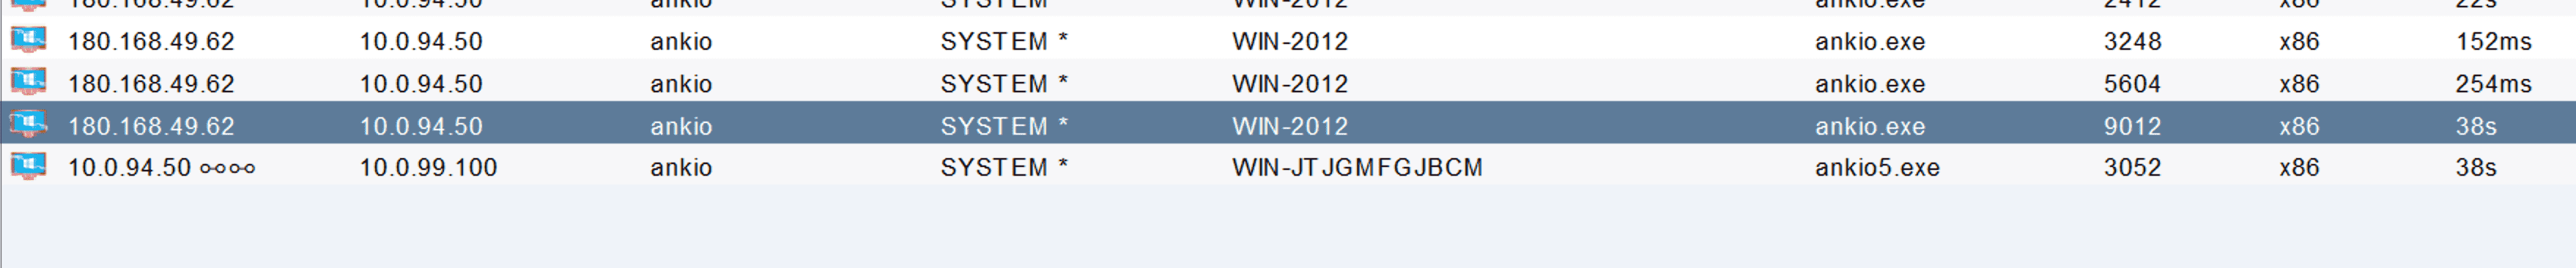 180.168.49.62 10.0.94.50 ankio SYSTEM WIN-2012 ankio.exe 2412 x86 22s
180.168.49.62 10.0.94.50 ankio SYSTEM * WIN-2012 ankio.exe 3248 x86 152ms
180.168.49.62 10.0.94.50 ankio SYSTEM * WIN-2012 ankio.exe 5604 x86 254ms
180.168.49.62 10.0.94.50 ankio SYSTEM * WIN-2012 ankio.exe 9012 x86 38s
10.0.94.50 10.0.99.100 ankio SYSTEM * WIN-JTJGMFGJBCM ankio5.exe 3052 x86 38s